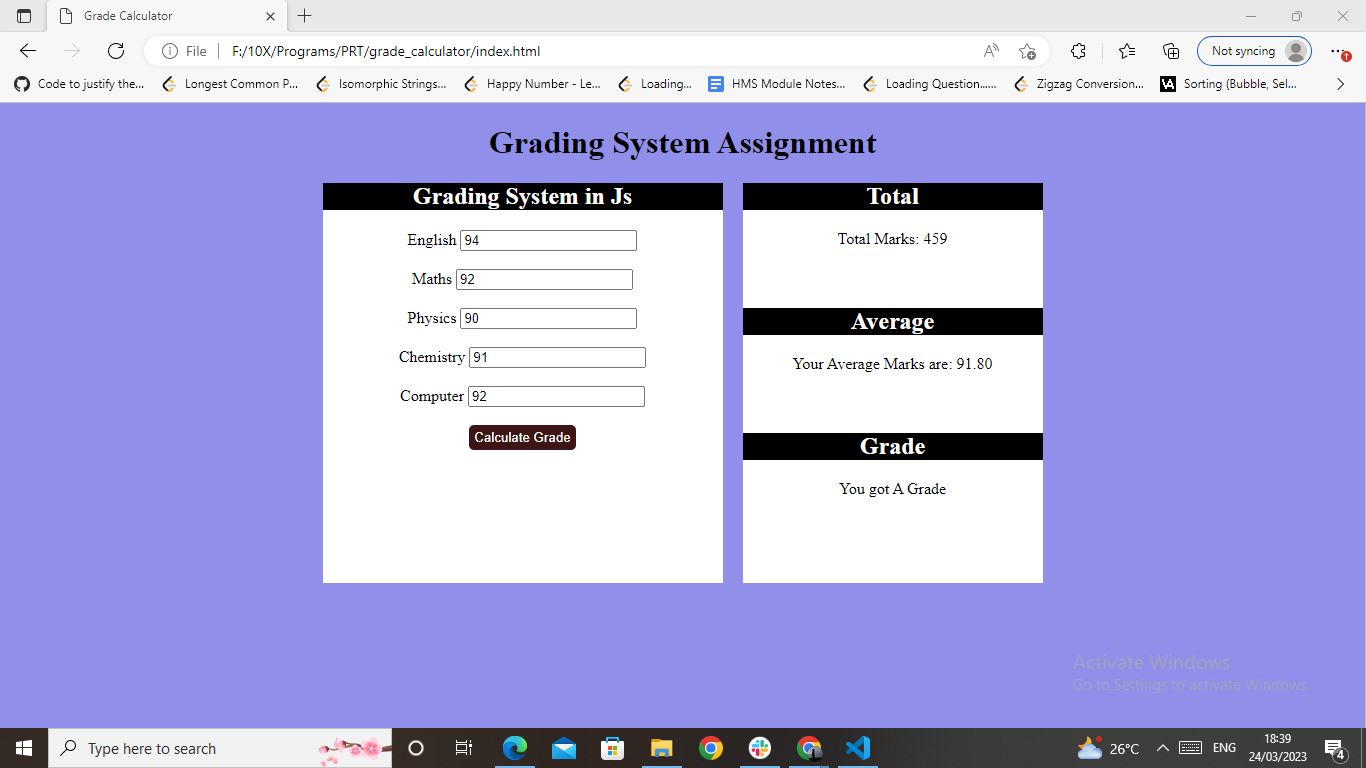 Grade Calculator
File F:/10X/Programs/PRT/grade_calculator/index.html Not syncing
Code to justify the... Longest Common P... Isomorphic Strings... Happy Number - Le... Loading... HMS Module Notes... Loading Question...... Zigzag Conversion... VA Sorting (Bubble, Sel...
Grading System Assignment
Grading System in Js
English 94
Maths 92
Physics 90
Chemistry 91
Computer 92
Calculate Grade
Total
Total Marks: 459
Average
Your Average Marks are: 91.80
Grade
You got A Grade
Activate Windows
Go to Settings to activate Windows.
Type here to search
26°C
ENG
18:39
24/03/2023
4